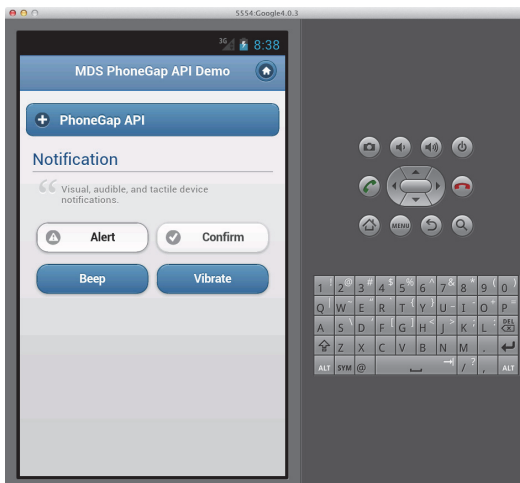 5554:Google4.0.3
3G 8:38
MDS PhoneGap API Demo
PhoneGap API
Notification
Visual, audible, and tactile device
notifications.
Alert Confirm
Beep Vibrate
MENU
1 ! 2 @ 3 # 4 $ 5 % 6 ^ 7 & 8 * 9 ( 0 )
Q W ~ E " R ` T { Y } U _ I - O + P =
A S \ D ' F [ G ] H < J > K ; L : DEL
Z X C V B N M .
ALT SYM @ / ? , ALT